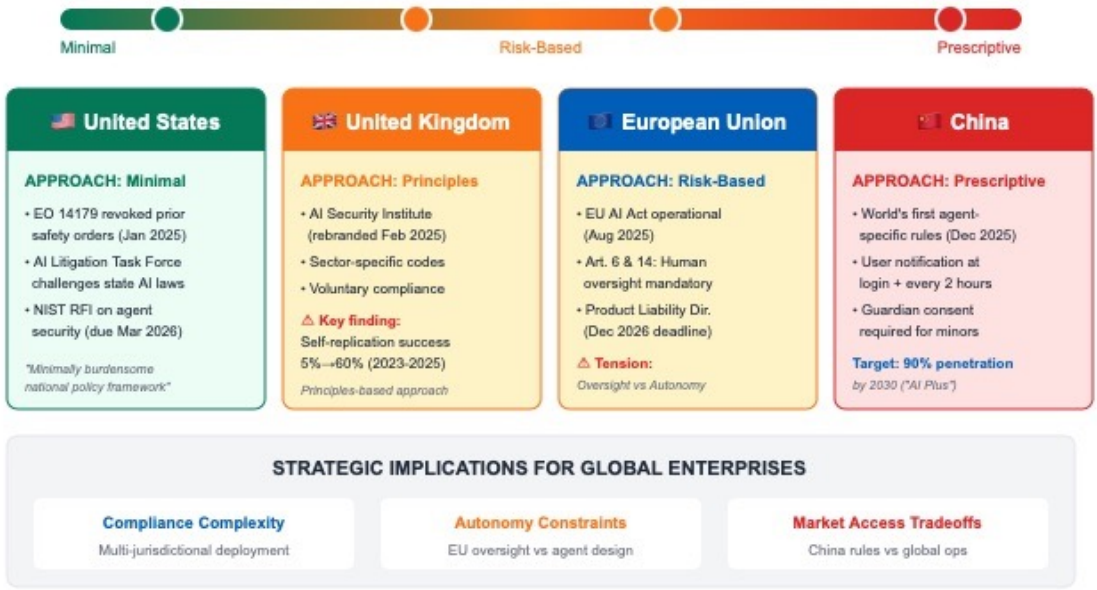 Minimal
Risk-Based
Prescriptive
United States
APPROACH: Minimal
• EO 14179 revoked prior
safety orders (Jan 2025)
• AI Litigation Task Force
challenges state AI laws
• NIST RFI on agent
security (due Mar 2026)
"Minimally burdensome
national policy framework"
United Kingdom
APPROACH: Principles
• AI Security Institute
(rebranded Feb 2025)
• Sector-specific codes
• Voluntary compliance
⚠ Key finding:
Self-replication success
5%→60% (2023-2025)
Principles-based approach
European Union
APPROACH: Risk-Based
• EU AI Act operational
(Aug 2025)
• Art. 6 & 14: Human
oversight mandatory
• Product Liability Dir.
(Dec 2026 deadline)
⚠ Tension:
Oversight vs Autonomy
China
APPROACH: Prescriptive
• World's first agent-
specific rules (Dec 2025)
• User notification at
login + every 2 hours
• Guardian consent
required for minors
Target: 90% penetration
by 2030 ("AI Plus")
STRATEGIC IMPLICATIONS FOR GLOBAL ENTERPRISES
Compliance Complexity
Multi-jurisdictional deployment
Autonomy Constraints
EU oversight vs agent design
Market Access Tradeoffs
China rules vs global ops